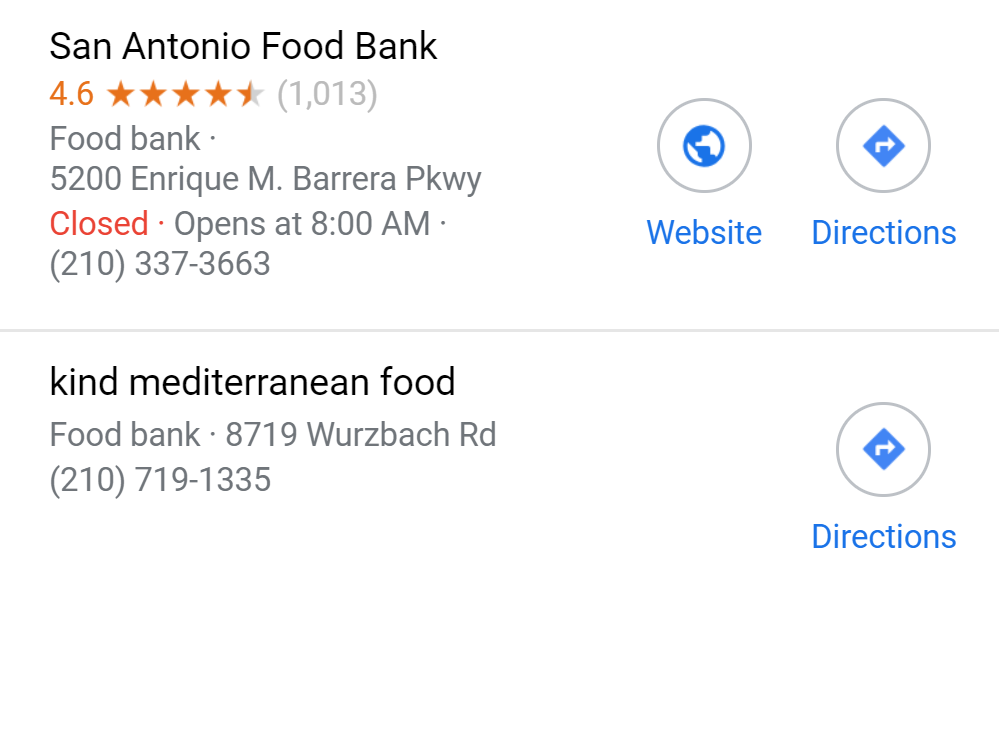 San Antonio Food Bank
4.6 ★★★★★ (1,013)
Food bank ·
5200 Enrique M. Barrera Pkwy
Closed · Opens at 8:00 AM ·
(210) 337-3663
Website
Directions
kind mediterranean food
Food bank · 8719 Wurzbach Rd
(210) 719-1335
Directions